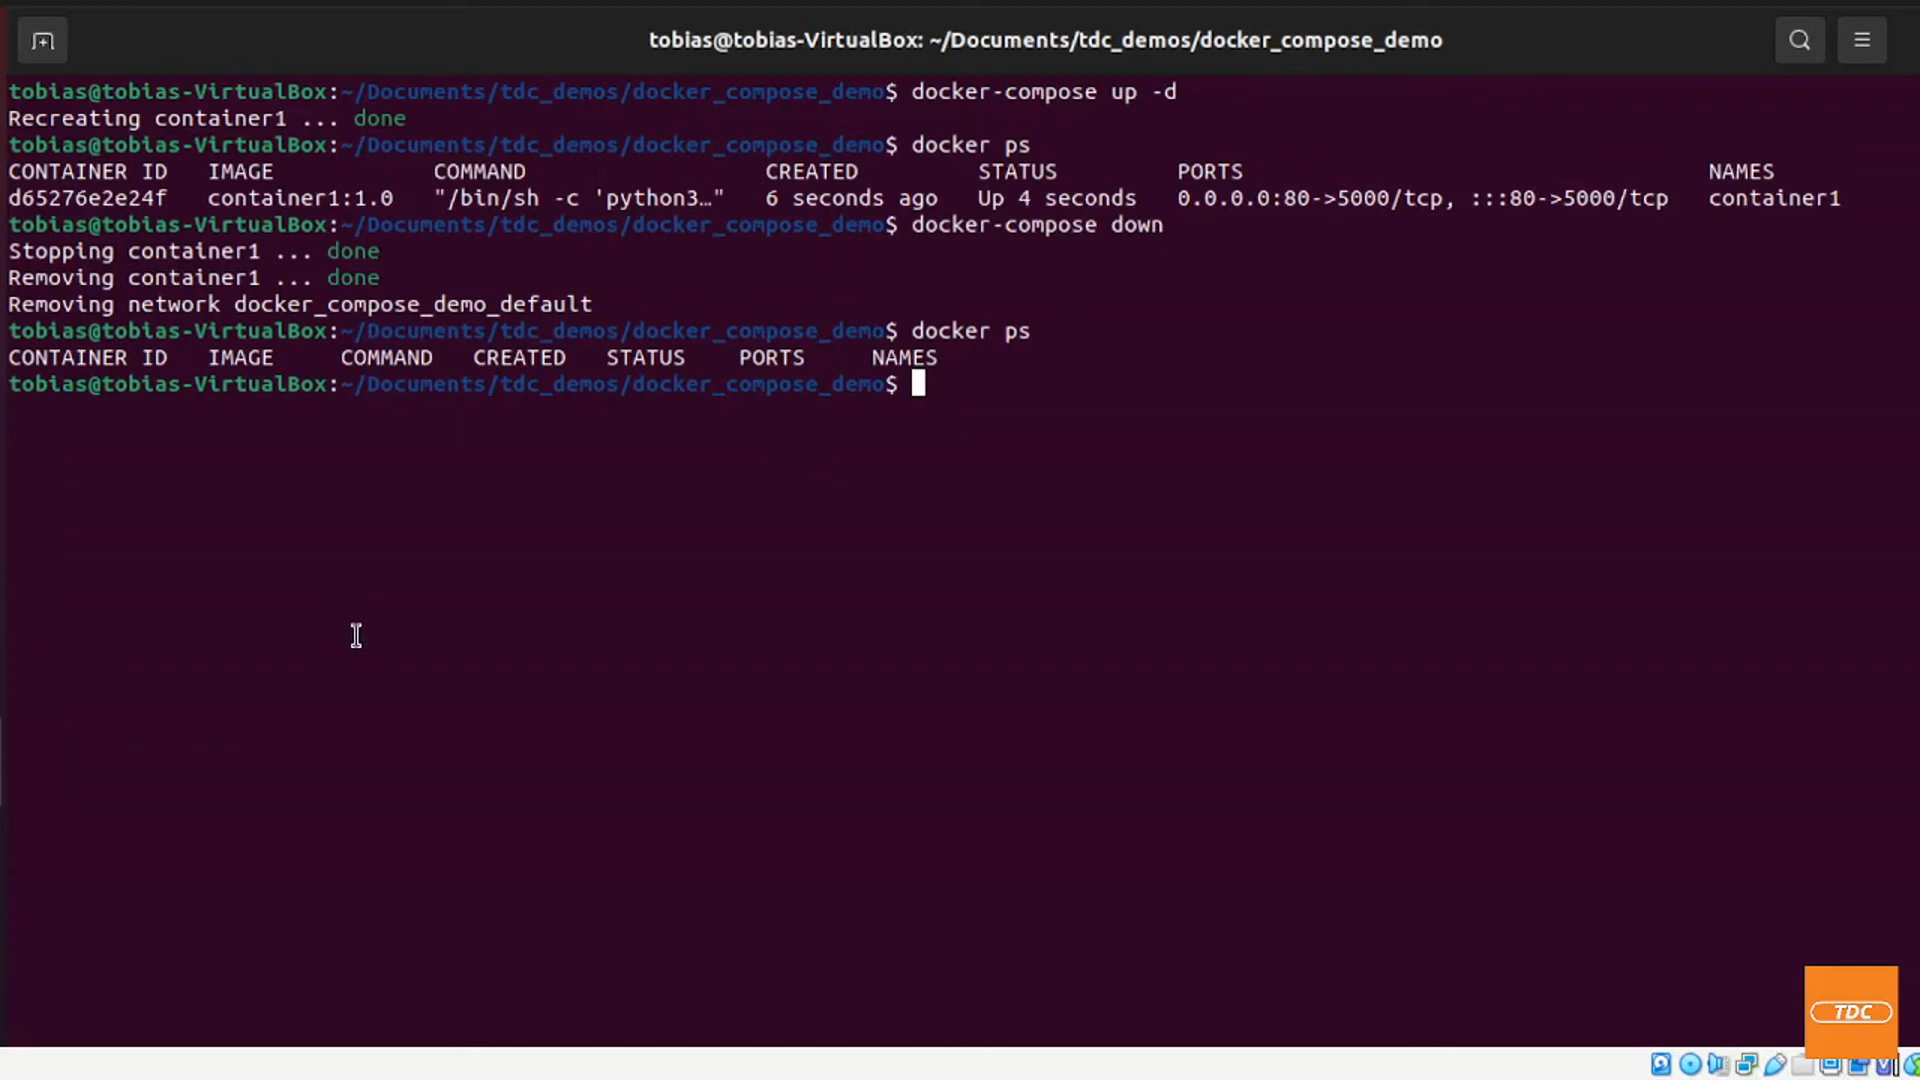 tobias@tobias-VirtualBox: ~/Documents/tdc_demos/docker_compose_demo
tobias@tobias-VirtualBox:~/Documents/tdc_demos/docker_compose_demo$ docker-compose up -d
Recreating container1 ... done
tobias@tobias-VirtualBox:~/Documents/tdc_demos/docker_compose_demo$ docker ps
CONTAINER ID   IMAGE            COMMAND                  CREATED         STATUS         PORTS                                   NAMES
d65276e2e24f   container1:1.0   "/bin/sh -c 'python3…"   6 seconds ago   Up 4 seconds   0.0.0.0:80->5000/tcp, :::80->5000/tcp   container1
tobias@tobias-VirtualBox:~/Documents/tdc_demos/docker_compose_demo$ docker-compose down
Stopping container1 ... done
Removing container1 ... done
Removing network docker_compose_demo_default
tobias@tobias-VirtualBox:~/Documents/tdc_demos/docker_compose_demo$ docker ps
CONTAINER ID   IMAGE     COMMAND   CREATED   STATUS    PORTS     NAMES
tobias@tobias-VirtualBox:~/Documents/tdc_demos/docker_compose_demo$
TDC